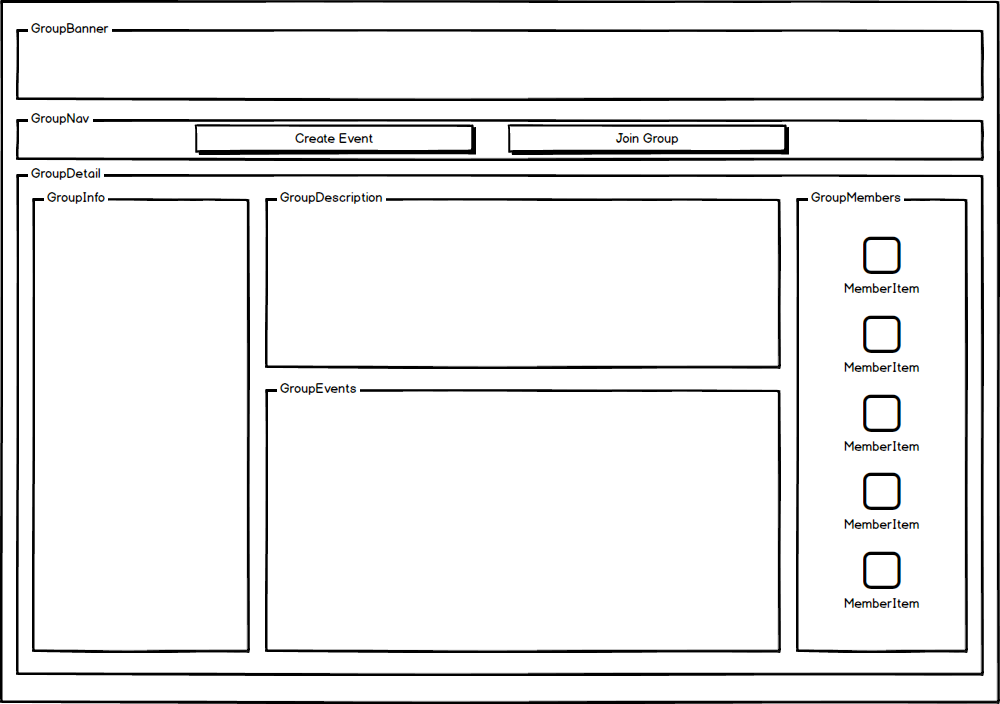 GroupBanner
GroupNav
Create Event
Join Group
GroupDetail
GroupInfo
GroupDescription
GroupMembers
MemberItem
MemberItem
GroupEvents
MemberItem
MemberItem
MemberItem